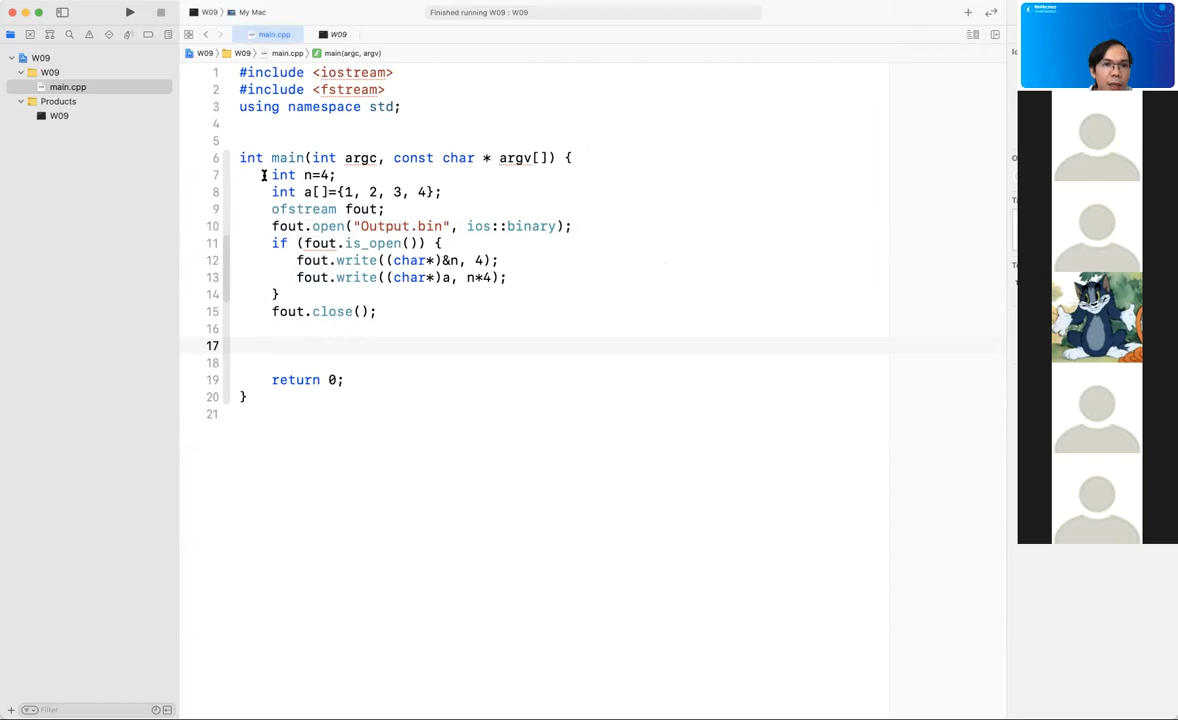 W09 〉 My Mac
Finished running W09 : W09
main.cpp
W09
W09 〉 W09 〉 main.cpp 〉 main(argc, argv)
W09
W09
main.cpp
Products
W09
1 #include <iostream>
2 #include <fstream>
3 using namespace std;
4
5
6 int main(int argc, const char * argv[]) {
7 int n=4;
8 int a[]={1, 2, 3, 4};
9 ofstream fout;
10 fout.open("Output.bin", ios::binary);
11 if (fout.is_open()) {
12 fout.write((char*)&n, 4);
13 fout.write((char*)a, n*4);
14 }
15 fout.close();
16
17
18
19 return 0;
20 }
21
Filter